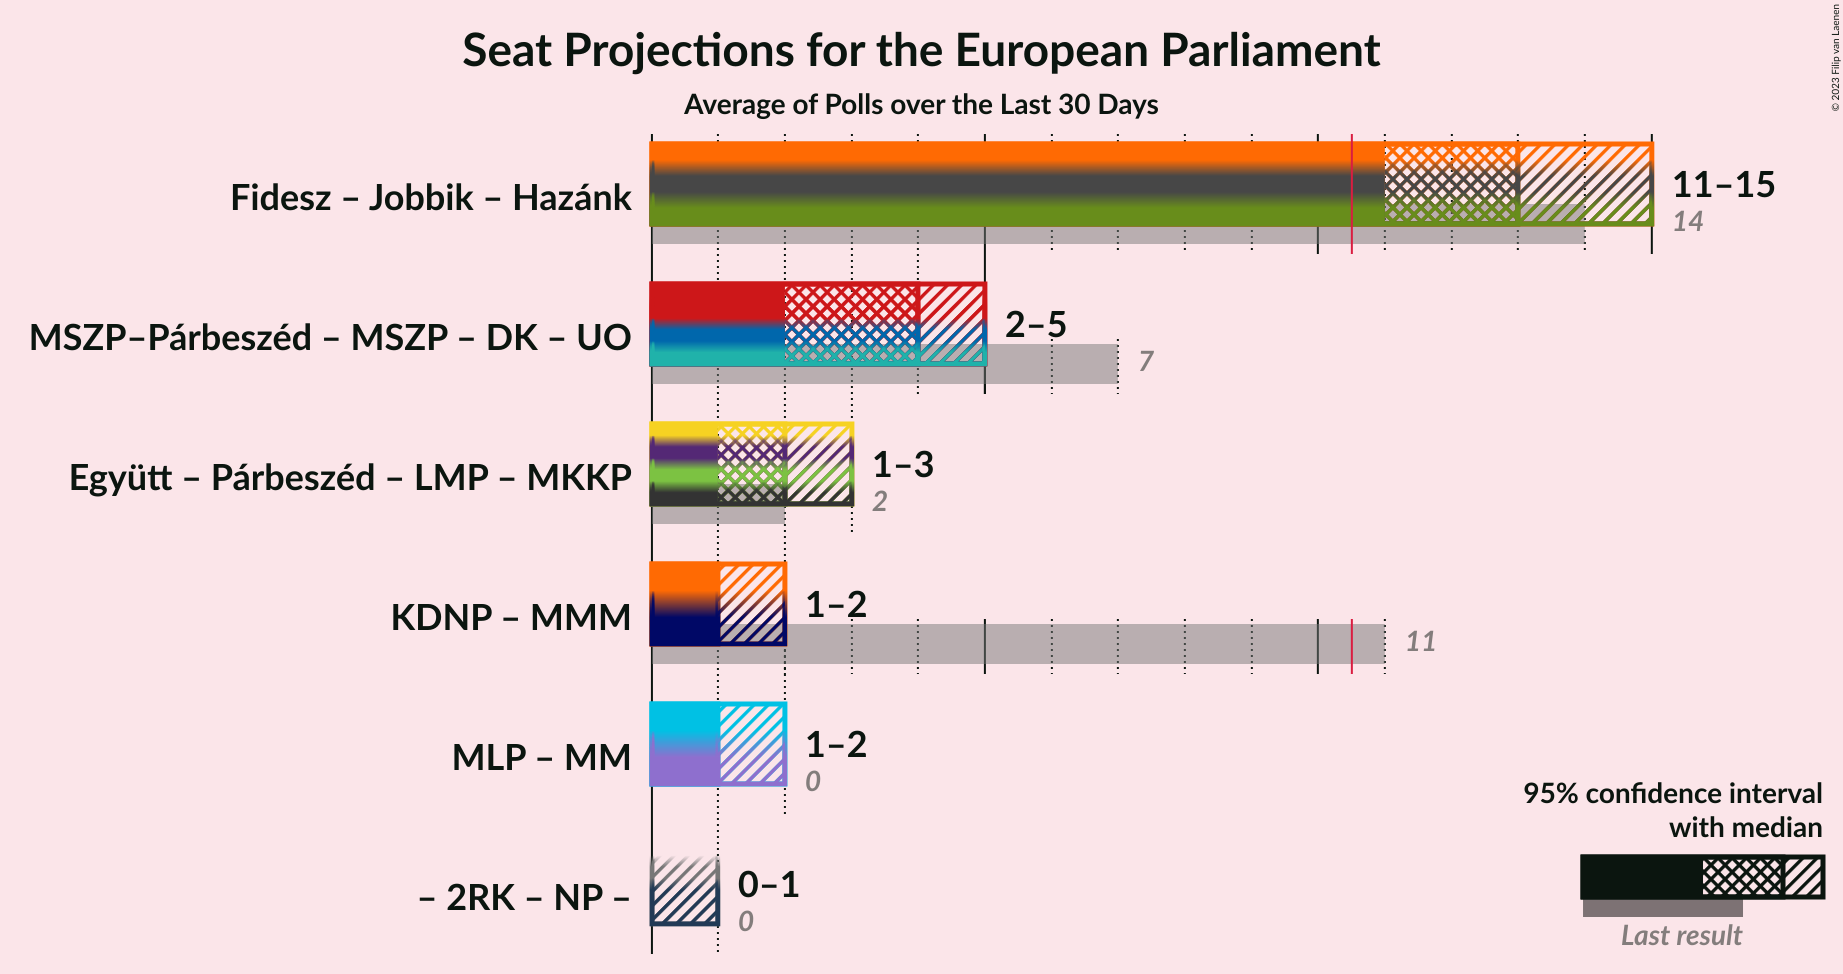 Seat Projections for the European Parliament
Average of Polls over the Last 30 Days
© 2023 Filip van Laenen
Fidesz – Jobbik – Hazánk
11–15
14
MSZP–Párbeszéd – MSZP – DK – UO
2–5
7
Együtt – Párbeszéd – LMP – MKKP
1–3
2
KDNP – MMM
1–2
11
MLP – MM
1–2
0
– 2RK – NP –
0–1
0
95% confidence interval
with median
Last result